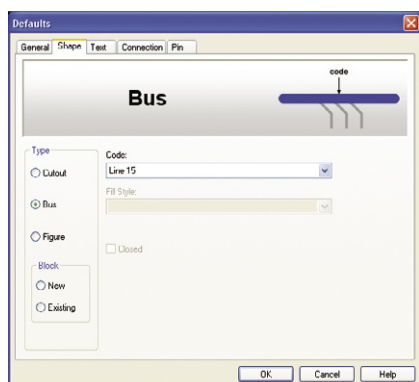 Defaults
General Shape Text Connection Pin
code
Bus
Type
Cutout
Bus
Figure
Block
New
Existing
Code:
Line 15
Fill Style:
Closed
OK Cancel Help